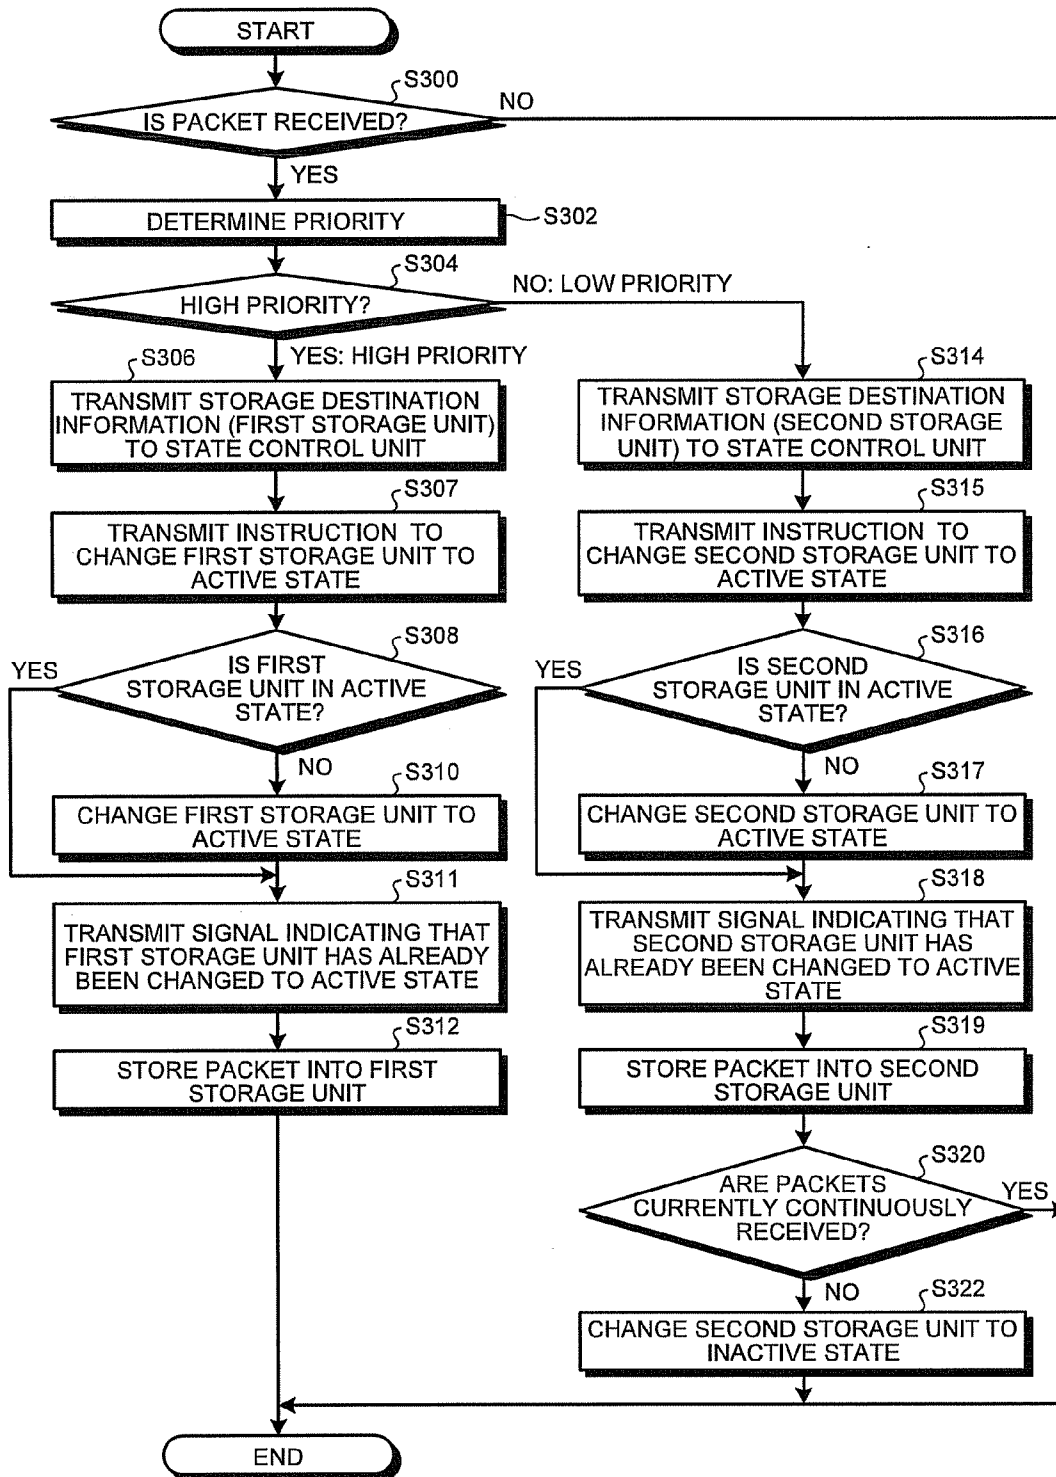 START
S300
IS PACKET RECEIVED?
NO
YES
DETERMINE PRIORITY
S302
S304
HIGH PRIORITY?
NO: LOW PRIORITY
YES: HIGH PRIORITY
S306
TRANSMIT STORAGE DESTINATION
INFORMATION (FIRST STORAGE UNIT)
TO STATE CONTROL UNIT
S307
TRANSMIT INSTRUCTION TO
CHANGE FIRST STORAGE UNIT TO
ACTIVE STATE
S308
YES
IS FIRST
STORAGE UNIT IN ACTIVE
STATE?
NO
S310
CHANGE FIRST STORAGE UNIT TO
ACTIVE STATE
S311
TRANSMIT SIGNAL INDICATING THAT
FIRST STORAGE UNIT HAS ALREADY
BEEN CHANGED TO ACTIVE STATE
S312
STORE PACKET INTO FIRST
STORAGE UNIT
S314
TRANSMIT STORAGE DESTINATION
INFORMATION (SECOND STORAGE
UNIT) TO STATE CONTROL UNIT
S315
TRANSMIT INSTRUCTION TO
CHANGE SECOND STORAGE UNIT TO
ACTIVE STATE
S316
YES
IS SECOND
STORAGE UNIT IN ACTIVE
STATE?
NO
S317
CHANGE SECOND STORAGE UNIT TO
ACTIVE STATE
S318
TRANSMIT SIGNAL INDICATING THAT
SECOND STORAGE UNIT HAS
ALREADY BEEN CHANGED TO ACTIVE
STATE
S319
STORE PACKET INTO SECOND
STORAGE UNIT
S320
ARE PACKETS
CURRENTLY CONTINUOUSLY
RECEIVED?
YES
NO
S322
CHANGE SECOND STORAGE UNIT TO
INACTIVE STATE
END